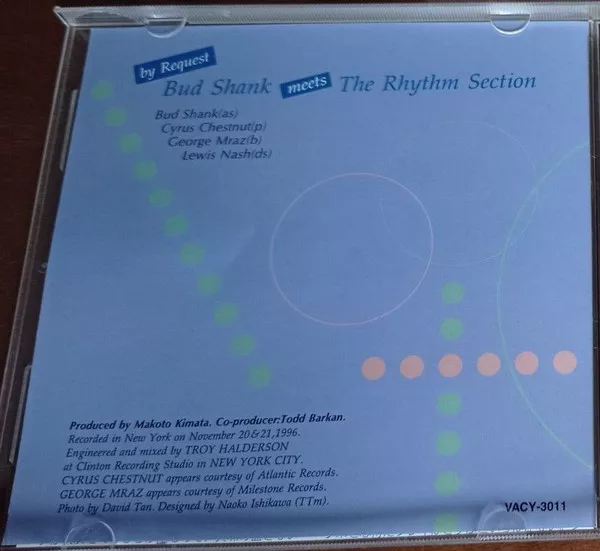 by Request
Bud Shank meets The Rhythm Section
Bud Shank(as)
Cyrus Chestnut(p)
George Mraz(b)
Lewis Nash(ds)
Produced by Makoto Kimata. Co-producer:Todd Barkan.
Recorded in New York on November 20&21,1996.
Engineered and mixed by TROY HALDERSON
at Clinton Recording Studio in NEW YORK CITY.
CYRUS CHESTNUT appears courtesy of Atlantic Records.
GEORGE MRAZ appears courtesy of Milestone Records.
Photo by David Tan. Designed by Naoko Ishikawa (TTm).
VACY-3011